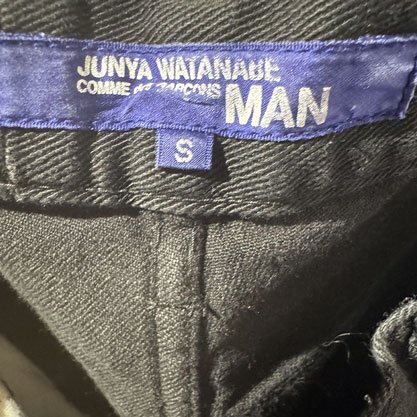 JUNYA WATANABE
COMME des GARÇONS
MAN
S